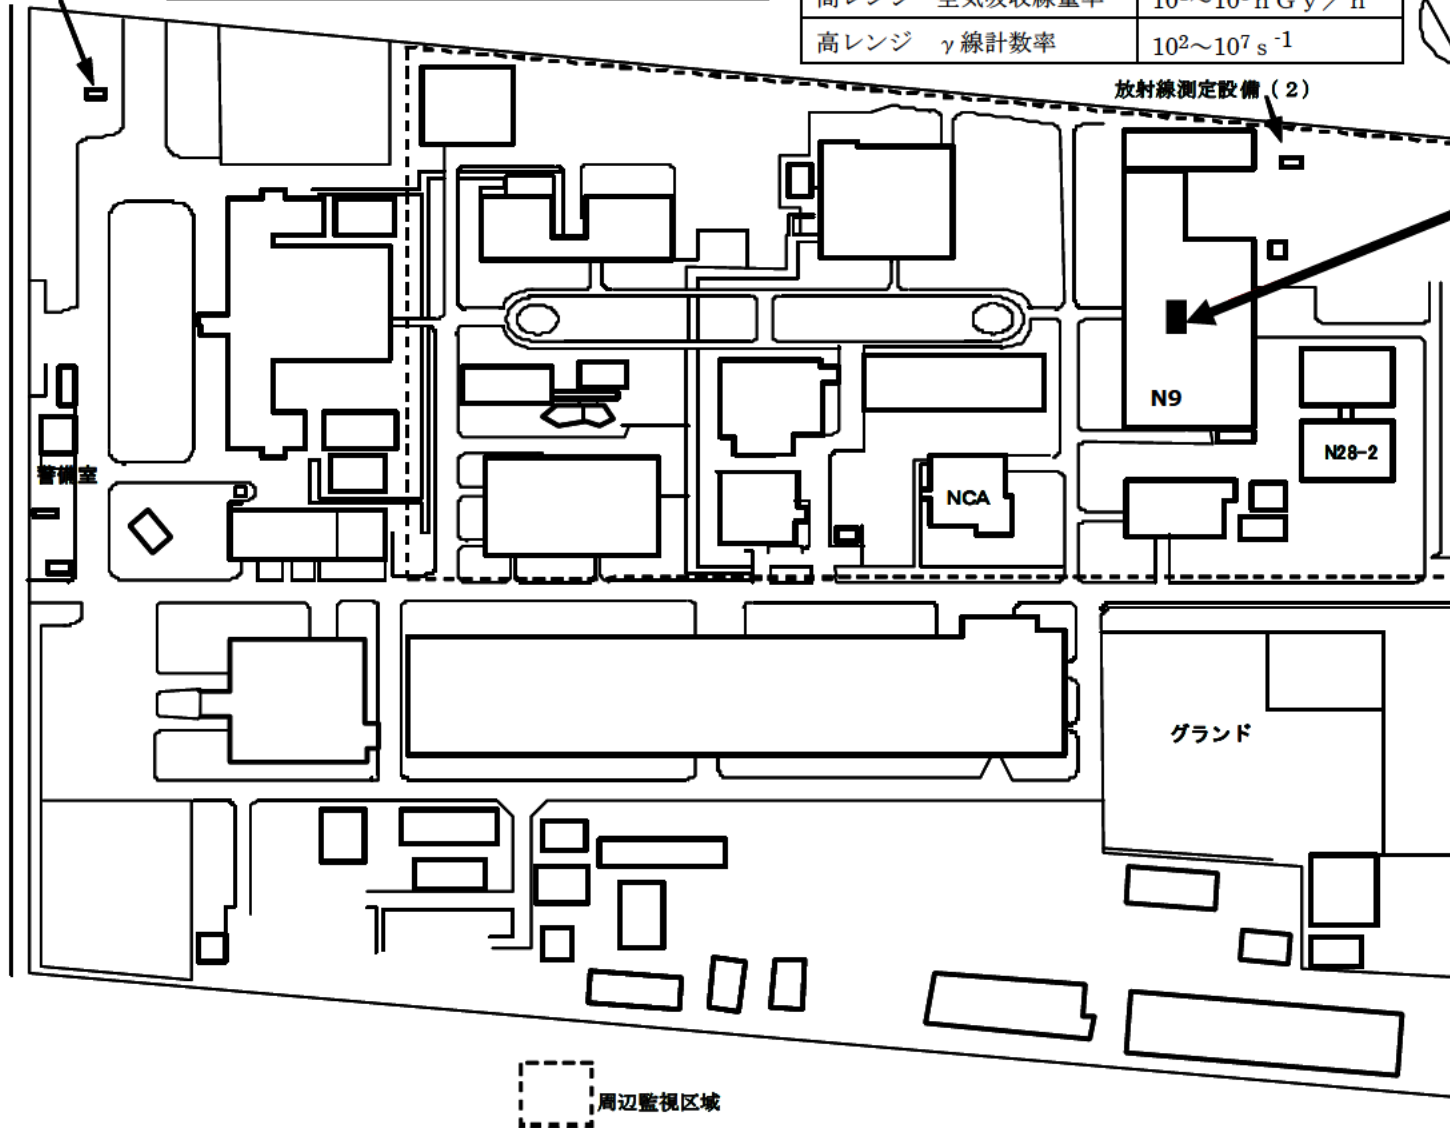 高レンジ γ線計数率
10²～10⁷ s⁻¹
放射線測定設備（2）
N9
N28-2
警備室
NCA
グランド
周辺監視区域